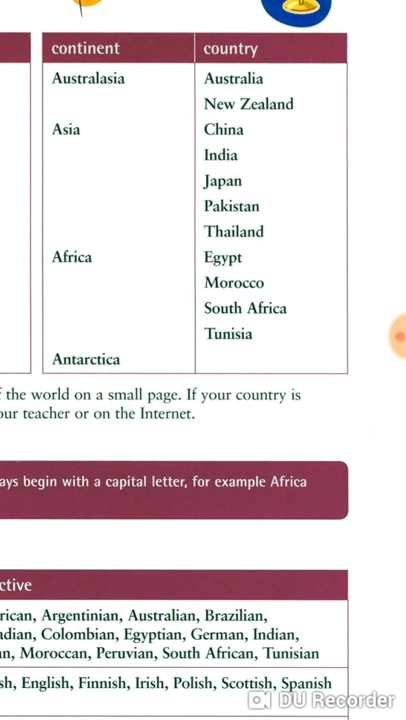 continent country
Australasia Australia
New Zealand
Asia China
India
Japan
Pakistan
Thailand
Africa Egypt
Morocco
South Africa
Tunisia
Antarctica
the world on a small page. If your country is
our teacher or on the Internet.
ays begin with a capital letter, for example Africa
ctive
rican, Argentinian, Australian, Brazilian,
adian, Colombian, Egyptian, German, Indian,
an, Moroccan, Peruvian, South African, Tunisian
sh, English, Finnish, Irish, Polish, Scottish, Spanish
DU Recorder